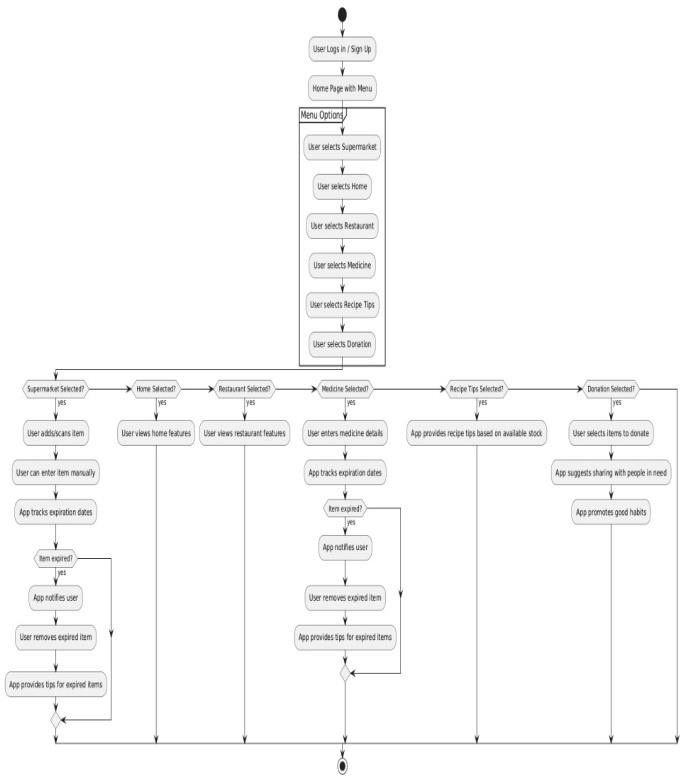 User Logs in / Sign Up
Home Page with Menu
Menu Options
User selects Supermarket
User selects Home
User selects Restaurant
User selects Medicine
User selects Recipe Tips
User selects Donation
Supermarket Selected?
Home Selected?
Restaurant Selected?
Medicine Selected?
Recipe Tips Selected?
Donation Selected?
yes
yes
yes
yes
yes
yes
User adds/scans item
User views home features
User views restaurant features
User enters medicine details
App provides recipe tips based on available stock
User selects items to donate
User can enter item manually
App tracks expiration dates
App suggests sharing with people in need
App tracks expiration dates
Item expired?
yes
App promotes good habits
Item expired?
yes
App notifies user
App notifies user
User removes expired item
User removes expired item
App provides tips for expired items
App provides tips for expired items